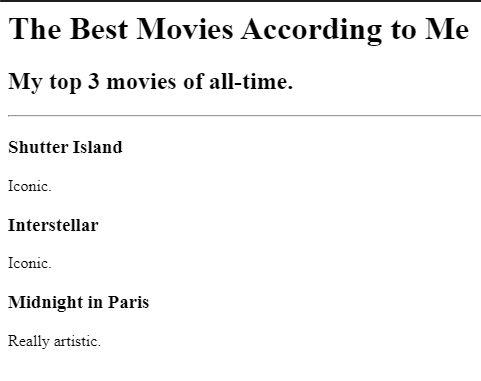 The Best Movies According to Me
My top 3 movies of all-time.
Shutter Island
Iconic.
Interstellar
Iconic.
Midnight in Paris
Really artistic.